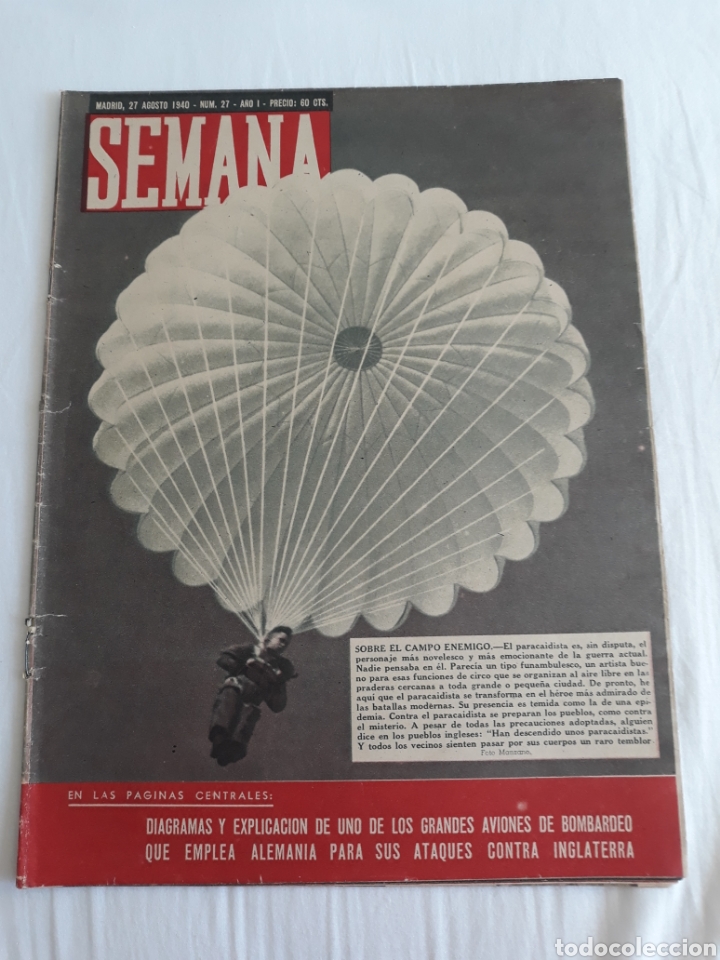 MADRID, 27 AGOSTO 1940 - NUM. 27 - AÑO I - PRECIO: 60 CTS.
SEMANA
SOBRE EL CAMPO ENEMIGO.—El paracaidista es, sin disputa, el
personaje más novelesco y más emocionante de la guerra actual.
Nadie pensaba en él. Parecía un tipo funambulesco, un artista bue-
no para esas funciones de circo que se organizan al aire libre en las
praderas cercanas a toda grande o pequeña ciudad. De pronto, he
aquí que el paracaidista se transforma en el héroe más admirado de
las batallas modernas. Su presencia es temida como la de una epi-
demia. Contra el paracaidista se preparan los pueblos, como contra
el misterio. A pesar de todas las precauciones adoptadas, alguien
dice en los pueblos ingleses: "Han descendido unos paracaidistas."
Y todos los vecinos sienten pasar por sus cuerpos un raro temblor
Foto Manzano.
EN LAS PAGINAS CENTRALES:
DIAGRAMAS Y EXPLICACION DE UNO DE LOS GRANDES AVIONES DE BOMBARDEO
QUE EMPLEA ALEMANIA PARA SUS ATAQUES CONTRA INGLATERRA
todocoleccion